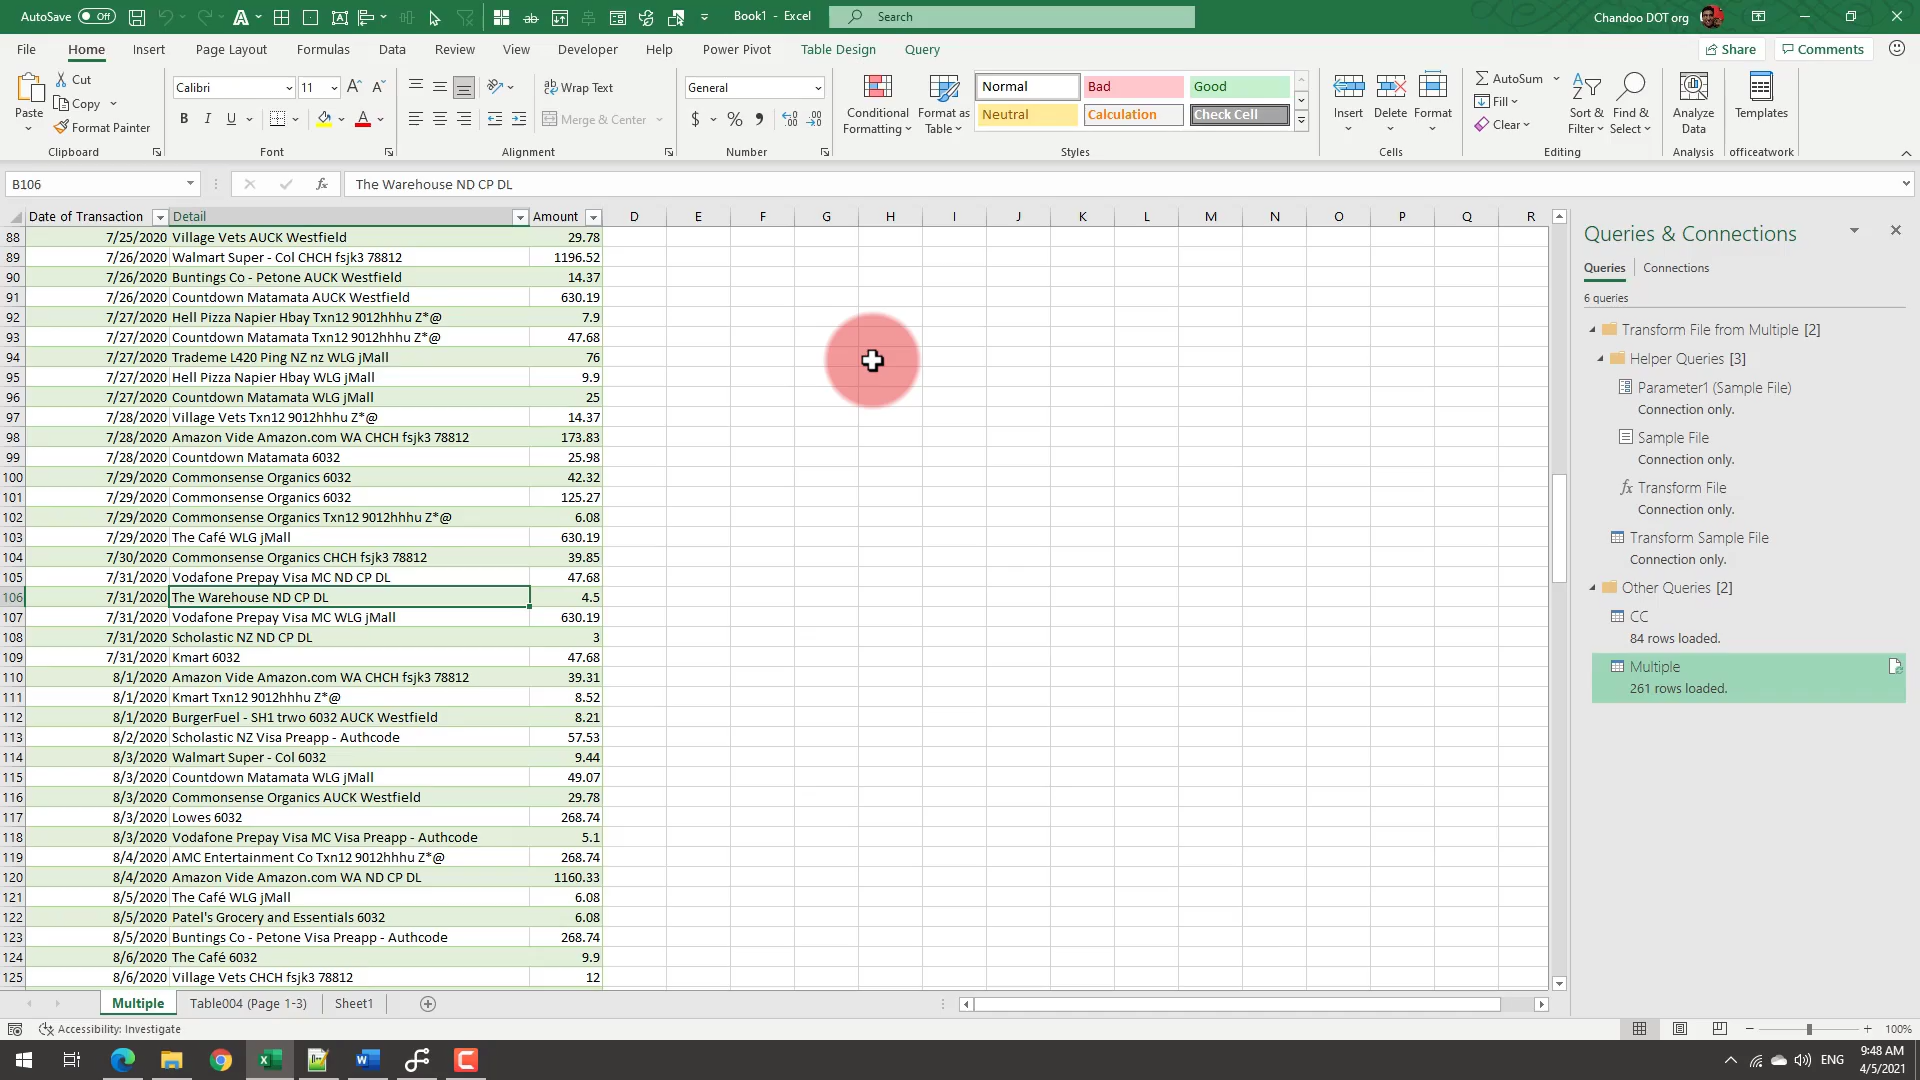 AutoSave Off Book1 - Excel Search Chandoo DOT org
File Home Insert Draw Page Layout Formulas Data Review View Developer Help Power Pivot Table Design Query Share Comments
Paste Cut Copy Format Painter Clipboard
Calibri 11 B I U Font
Wrap Text Merge & Center Alignment
General $ % Number
Conditional Formatting Format as Table
Normal Bad Good
Neutral Calculation Check Cell
Styles
Insert Delete Format Cells
AutoSum Fill Clear Sort & Filter Find & Select Editing
Analyze Data Analysis
Templates officeatwork
B106 fx The Warehouse ND CP DL
Date of Transaction Detail Amount D E F G H I J K L M N O P Q R
88 7/25/2020 Village Vets AUCK Westfield 29.78
89 7/26/2020 Walmart Super - Col CHCH fsjk3 78812 1196.52
90 7/26/2020 Buntings Co - Petone AUCK Westfield 14.37
91 7/26/2020 Countdown Matamata AUCK Westfield 630.19
92 7/27/2020 Hell Pizza Napier Hbay Txn12 9012hhhu Z*@ 7.9
93 7/27/2020 Countdown Matamata Txn12 9012hhhu Z*@ 47.68
94 7/27/2020 Trademe L420 Ping NZ nz WLG jMall 76
95 7/27/2020 Hell Pizza Napier Hbay WLG jMall 9.9
96 7/27/2020 Countdown Matamata WLG jMall 25
97 7/28/2020 Village Vets Txn12 9012hhhu Z*@ 14.37
98 7/28/2020 Amazon Vide Amazon.com WA CHCH fsjk3 78812 173.83
99 7/28/2020 Countdown Matamata 6032 25.98
100 7/29/2020 Commonsense Organics 6032 42.32
101 7/29/2020 Commonsense Organics 6032 125.27
102 7/29/2020 Commonsense Organics Txn12 9012hhhu Z*@ 6.08
103 7/29/2020 The Café WLG jMall 630.19
104 7/30/2020 Commonsense Organics CHCH fsjk3 78812 39.85
105 7/31/2020 Vodafone Prepay Visa MC ND CP DL 47.68
106 7/31/2020 The Warehouse ND CP DL 4.5
107 7/31/2020 Vodafone Prepay Visa MC WLG jMall 630.19
108 7/31/2020 Scholastic NZ ND CP DL 3
109 7/31/2020 Kmart 6032 47.68
110 8/1/2020 Amazon Vide Amazon.com WA CHCH fsjk3 78812 39.31
111 8/1/2020 Kmart Txn12 9012hhhu Z*@ 8.52
112 8/1/2020 BurgerFuel - SH1 trwo 6032 AUCK Westfield 8.21
113 8/2/2020 Scholastic NZ Visa Preapp - Authcode 57.53
114 8/3/2020 Walmart Super - Col 6032 9.44
115 8/3/2020 Countdown Matamata WLG jMall 49.07
116 8/3/2020 Commonsense Organics AUCK Westfield 29.78
117 8/3/2020 Lowes 6032 268.74
118 8/3/2020 Vodafone Prepay Visa MC Visa Preapp - Authcode 5.1
119 8/4/2020 AMC Entertainment Co Txn12 9012hhhu Z*@ 268.74
120 8/4/2020 Amazon Vide Amazon.com WA ND CP DL 1160.33
121 8/5/2020 The Café WLG jMall 6.08
122 8/5/2020 Patel's Grocery and Essentials 6032 6.08
123 8/5/2020 Buntings Co - Petone Visa Preapp - Authcode 268.74
124 8/6/2020 The Café 6032 9.9
125 8/6/2020 Village Vets CHCH fsjk3 78812 12
Queries & Connections
Queries Connections
6 queries
Transform File from Multiple [2]
Helper Queries [3]
Parameter1 (Sample File)
Connection only.
Sample File
Connection only.
fx Transform File
Connection only.
Transform Sample File
Connection only.
Other Queries [2]
CC
84 rows loaded.
Multiple
261 rows loaded.
Multiple Table004 (Page 1-3) Sheet1
Accessibility: Investigate 100%
ENG 9:48 AM
4/5/2021